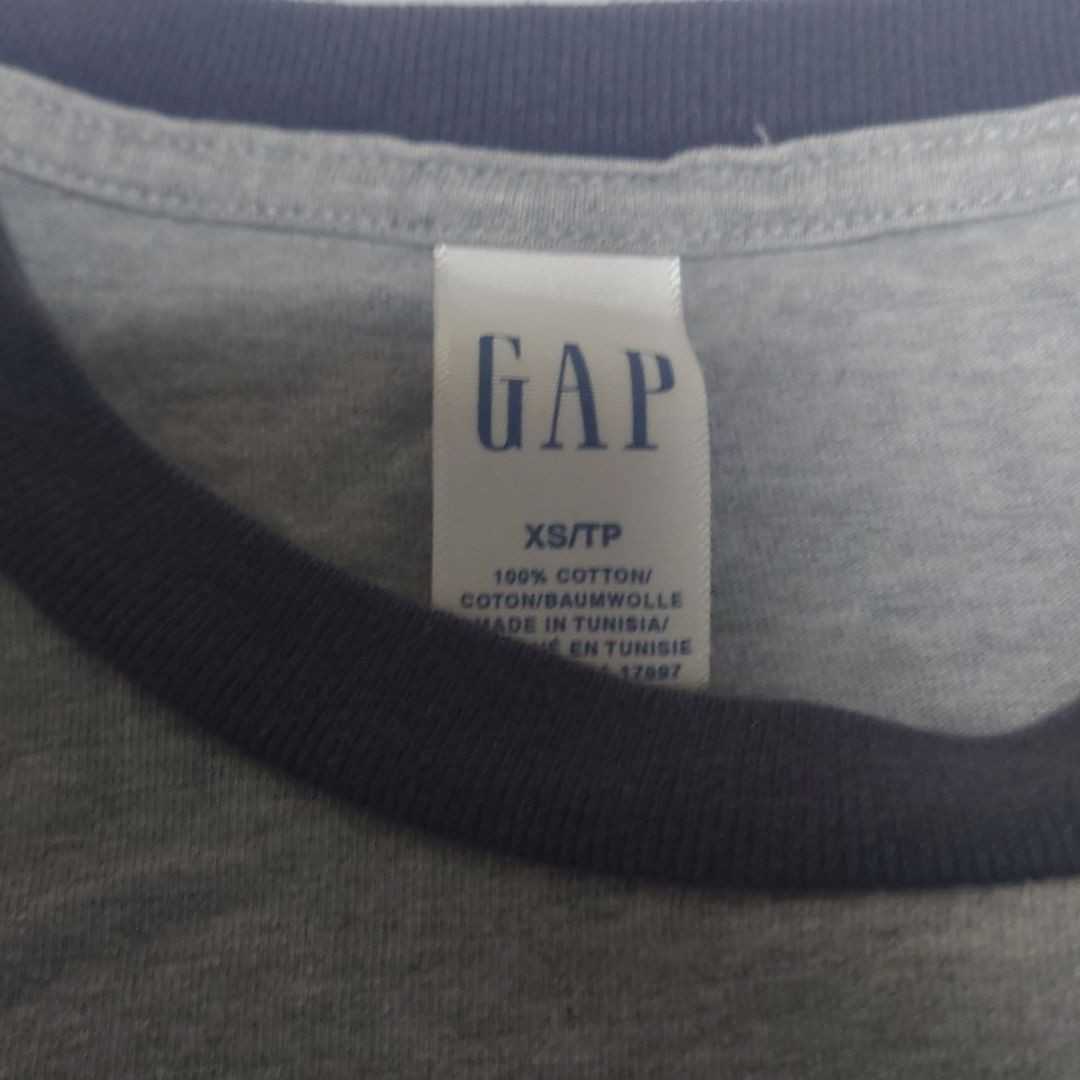 GAP
XS/TP
100% COTTON/
COTON/BAUMWOLLE
MADE IN TUNISIA/
EN TUNISIE